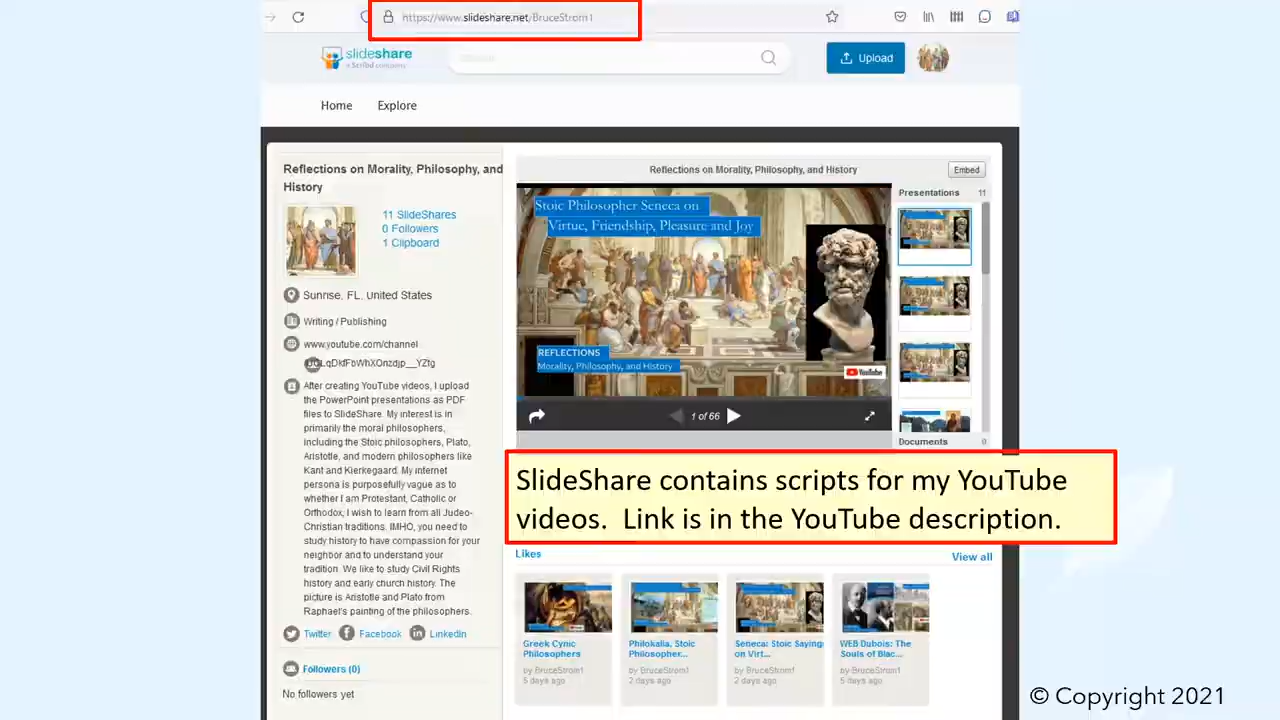 https://www.slideshare.net/BruceStrom1
slideshare
a Scribd company
Search
Upload
Home
Explore
Reflections on Morality, Philosophy, and
History
11 SlideShares
0 Followers
1 Clipboard
Sunrise, FL, United States
Writing / Publishing
www.youtube.com/channel
After creating YouTube videos, I upload
the PowerPoint presentations as PDF
files to SlideShare. My interest is in
primarily the moral philosophers,
including the Stoic philosophers, Plato,
Aristotle, and modern philosophers like
Kant and Kierkegaard. My internet
persona is purposefully vague as to
whether I am Protestant, Catholic or
Orthodox, I wish to learn from all Judeo-
Christian traditions. IMHO, you need to
study history to have compassion for your
neighbor and to understand your
tradition. We like to study Civil Rights
history and early church history. The
picture is Aristotle and Plato from
Raphael's painting of the philosophers.
Twitter
Facebook
LinkedIn
Followers (0)
No followers yet
Reflections on Morality, Philosophy, and History
Embed
Stoic Philosopher Seneca on
Virtue, Friendship, Pleasure and Joy
REFLECTIONS
Morality, Philosophy, and History
YouTube
1 of 66
Presentations 11
Documents 0
SlideShare contains scripts for my YouTube
videos. Link is in the YouTube description.
Likes
View all
Greek Cynic
Philosophers
by BruceStrom1
5 days ago
Philokalia, Stoic
Philosopher...
by BruceStrom1
2 days ago
Seneca: Stoic Sayings
on Virt...
by BruceStrom1
2 days ago
WEB Dubois: The
Souls of Blac...
by BruceStrom1
5 days ago
© Copyright 2021